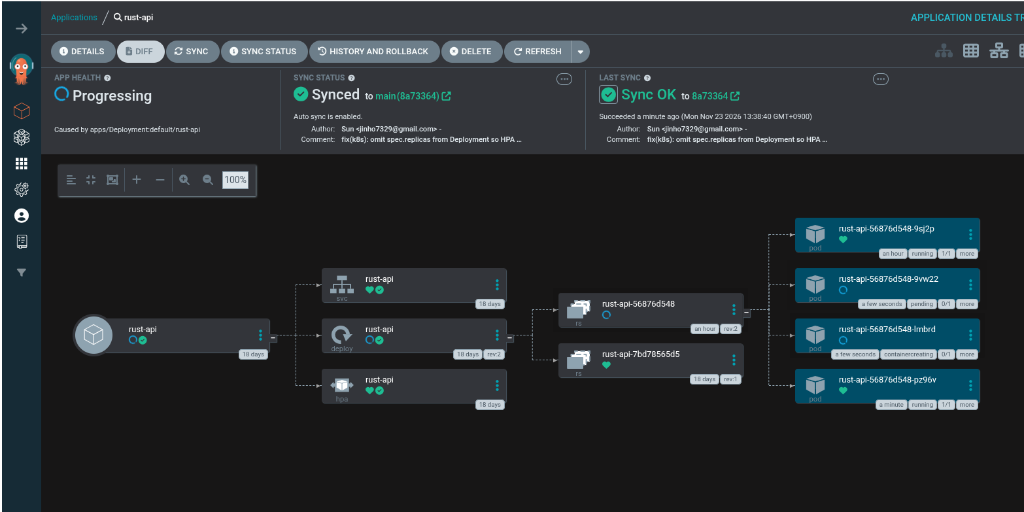 Applications / rust-api
APPLICATION DETAILS TR
DETAILS DIFF SYNC SYNC STATUS HISTORY AND ROLLBACK DELETE REFRESH
APP HEALTH
Progressing
Caused by apps/Deployment:default/rust-api
SYNC STATUS
Synced to main(8a73364)
Auto sync is enabled.
Author: Sun <jinho7329@gmail.com> -
Comment: fix(k8s): omit spec.replicas from Deployment so HPA ...
LAST SYNC
Sync OK to 8a73364
Succeeded a minute ago (Mon Nov 23 2026 13:38:40 GMT+0900)
Author: Sun <jinho7329@gmail.com> -
Comment: fix(k8s): omit spec.replicas from Deployment so HPA ...
100%
rust-api
18 days
rust-api
svc
18 days
rust-api
deploy
18 days rev:2
rust-api
hpa
18 days
rust-api-56876d548
rs
an hour rev:2
rust-api-7bd78565d5
rs
18 days rev:1
rust-api-56876d548-9sj2p
pod
an hour running 1/1 more
rust-api-56876d548-9vw22
pod
a few seconds pending 0/1 more
rust-api-56876d548-lmbrd
pod
a few seconds containercreating 0/1 more
rust-api-56876d548-pz96v
pod
a minute running 1/1 more